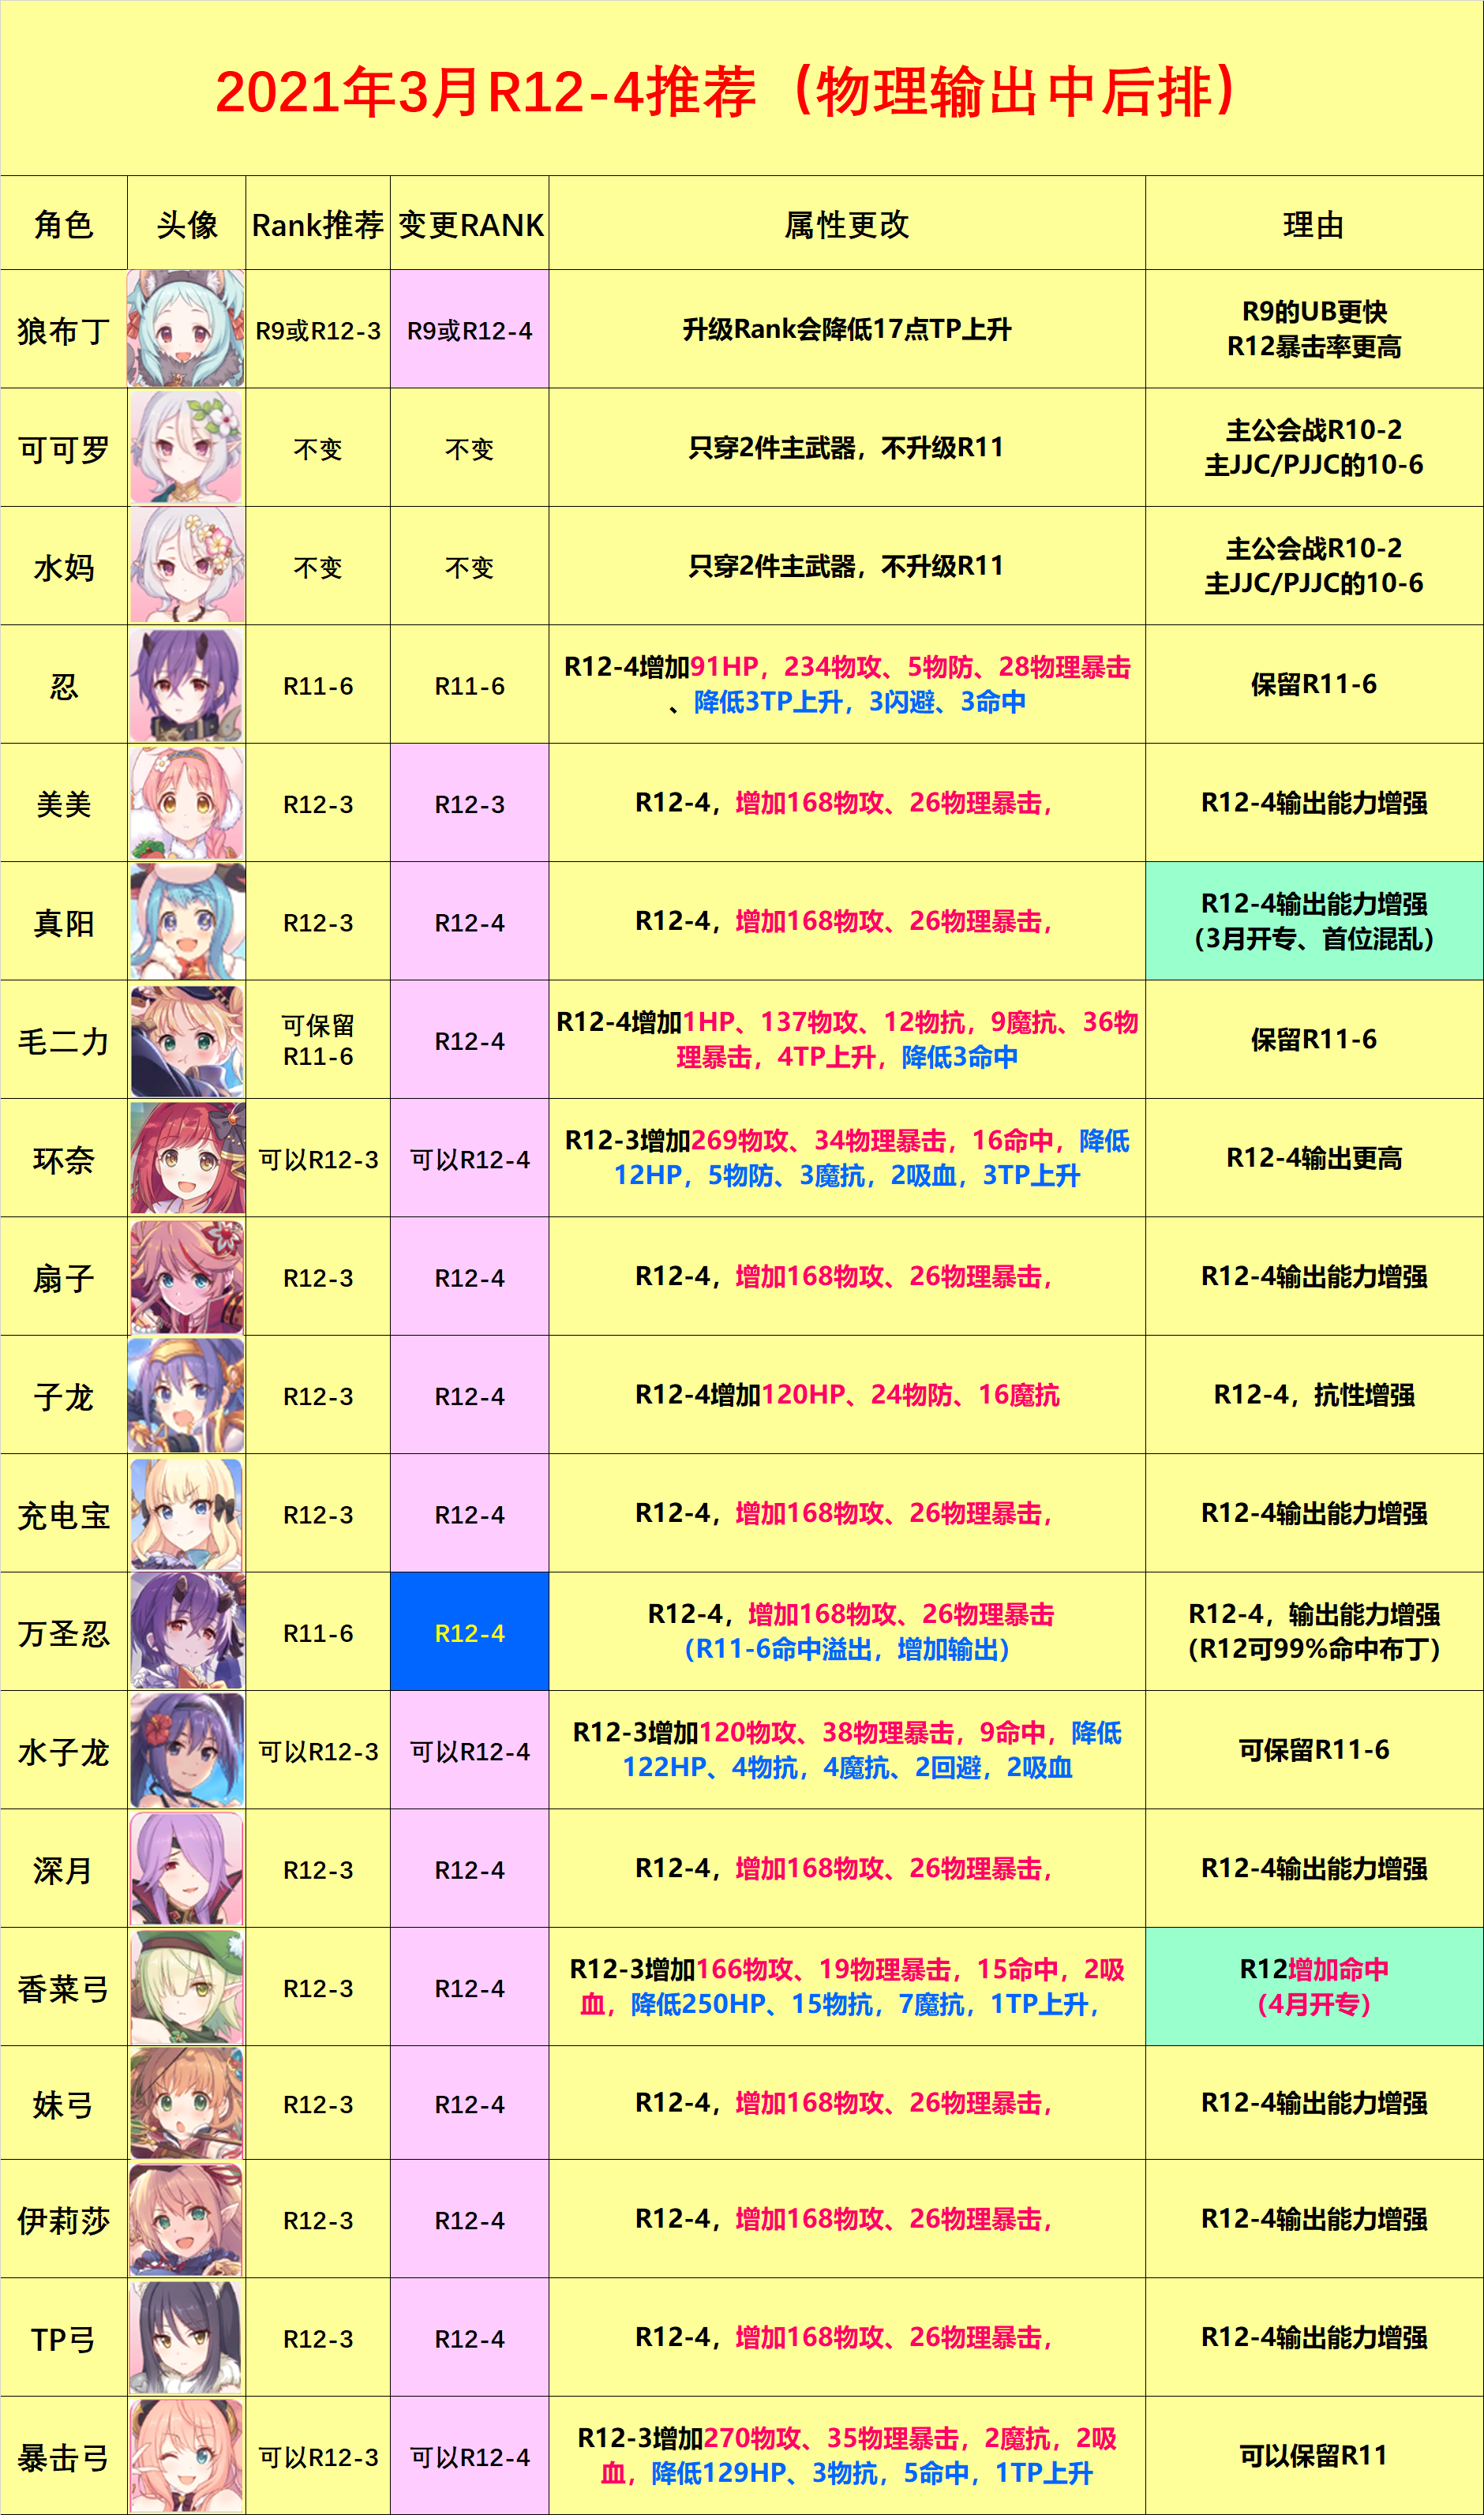 2021年3月R12-4推荐（物理输出中后排）
角色 头像 Rank推荐 变更RANK 属性更改 理由
狼布丁 R9或R12-3 R9或R12-4 升级Rank会降低17点TP上升 R9的UB更快
R12暴击率更高
可可罗 不变 不变 只穿2件主武器，不升级R11 主公会战R10-2
主JJC/PJJC的10-6
水妈 不变 不变 只穿2件主武器，不升级R11 主公会战R10-2
主JJC/PJJC的10-6
忍 R11-6 R11-6 R12-4增加91HP，234物攻、5物防、28物理暴击
、降低3TP上升，3闪避、3命中 保留R11-6
美美 R12-3 R12-3 R12-4，增加168物攻、26物理暴击， R12-4输出能力增强
真阳 R12-3 R12-4 R12-4，增加168物攻、26物理暴击， R12-4输出能力增强
（3月开专、首位混乱）
毛二力 可保留
R11-6 R12-4 R12-4增加1HP、137物攻、12物抗，9魔抗、36物
理暴击，4TP上升，降低3命中 保留R11-6
环奈 可以R12-3 可以R12-4 R12-3增加269物攻、34物理暴击，16命中，降低
12HP，5物防、3魔抗，2吸血，3TP上升 R12-4输出更高
扇子 R12-3 R12-4 R12-4，增加168物攻、26物理暴击， R12-4输出能力增强
子龙 R12-3 R12-4 R12-4增加120HP、24物防、16魔抗 R12-4，抗性增强
充电宝 R12-3 R12-4 R12-4，增加168物攻、26物理暴击， R12-4输出能力增强
万圣忍 R11-6 R12-4 R12-4，增加168物攻、26物理暴击
（R11-6命中溢出，增加输出） R12-4，输出能力增强
（R12可99%命中布丁）
水子龙 可以R12-3 可以R12-4 R12-3增加120物攻、38物理暴击，9命中，降低
122HP、4物抗，4魔抗、2回避，2吸血 可保留R11-6
深月 R12-3 R12-4 R12-4，增加168物攻、26物理暴击， R12-4输出能力增强
香菜弓 R12-3 R12-4 R12-3增加166物攻、19物理暴击，15命中，2吸
血，降低250HP、15物抗，7魔抗，1TP上升， R12增加命中
（4月开专）
妹弓 R12-3 R12-4 R12-4，增加168物攻、26物理暴击， R12-4输出能力增强
伊莉莎 R12-3 R12-4 R12-4，增加168物攻、26物理暴击， R12-4输出能力增强
TP弓 R12-3 R12-4 R12-4，增加168物攻、26物理暴击， R12-4输出能力增强
暴击弓 可以R12-3 可以R12-4 R12-3增加270物攻、35物理暴击，2魔抗，2吸
血，降低129HP、3物抗，5命中，1TP上升 可以保留R11